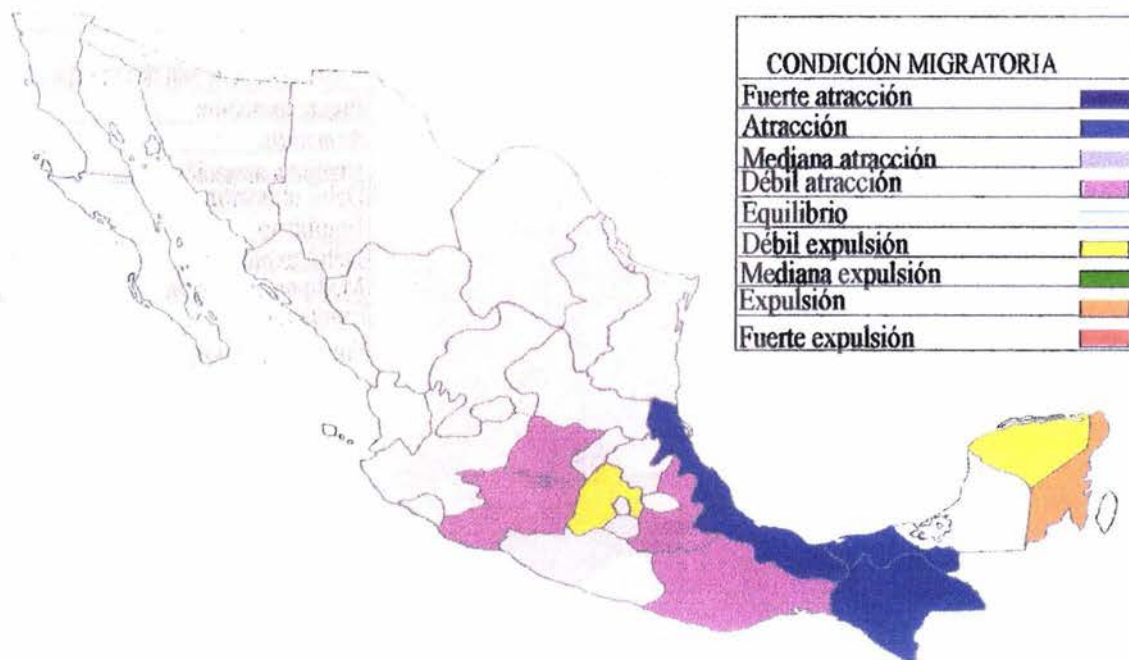 CONDICIÓN MIGRATORIA
Fuerte atracción
Atracción
Mediana atracción
Débil atracción
Equilibrio
Débil expulsión
Mediana expulsión
Expulsión
Fuerte expulsión